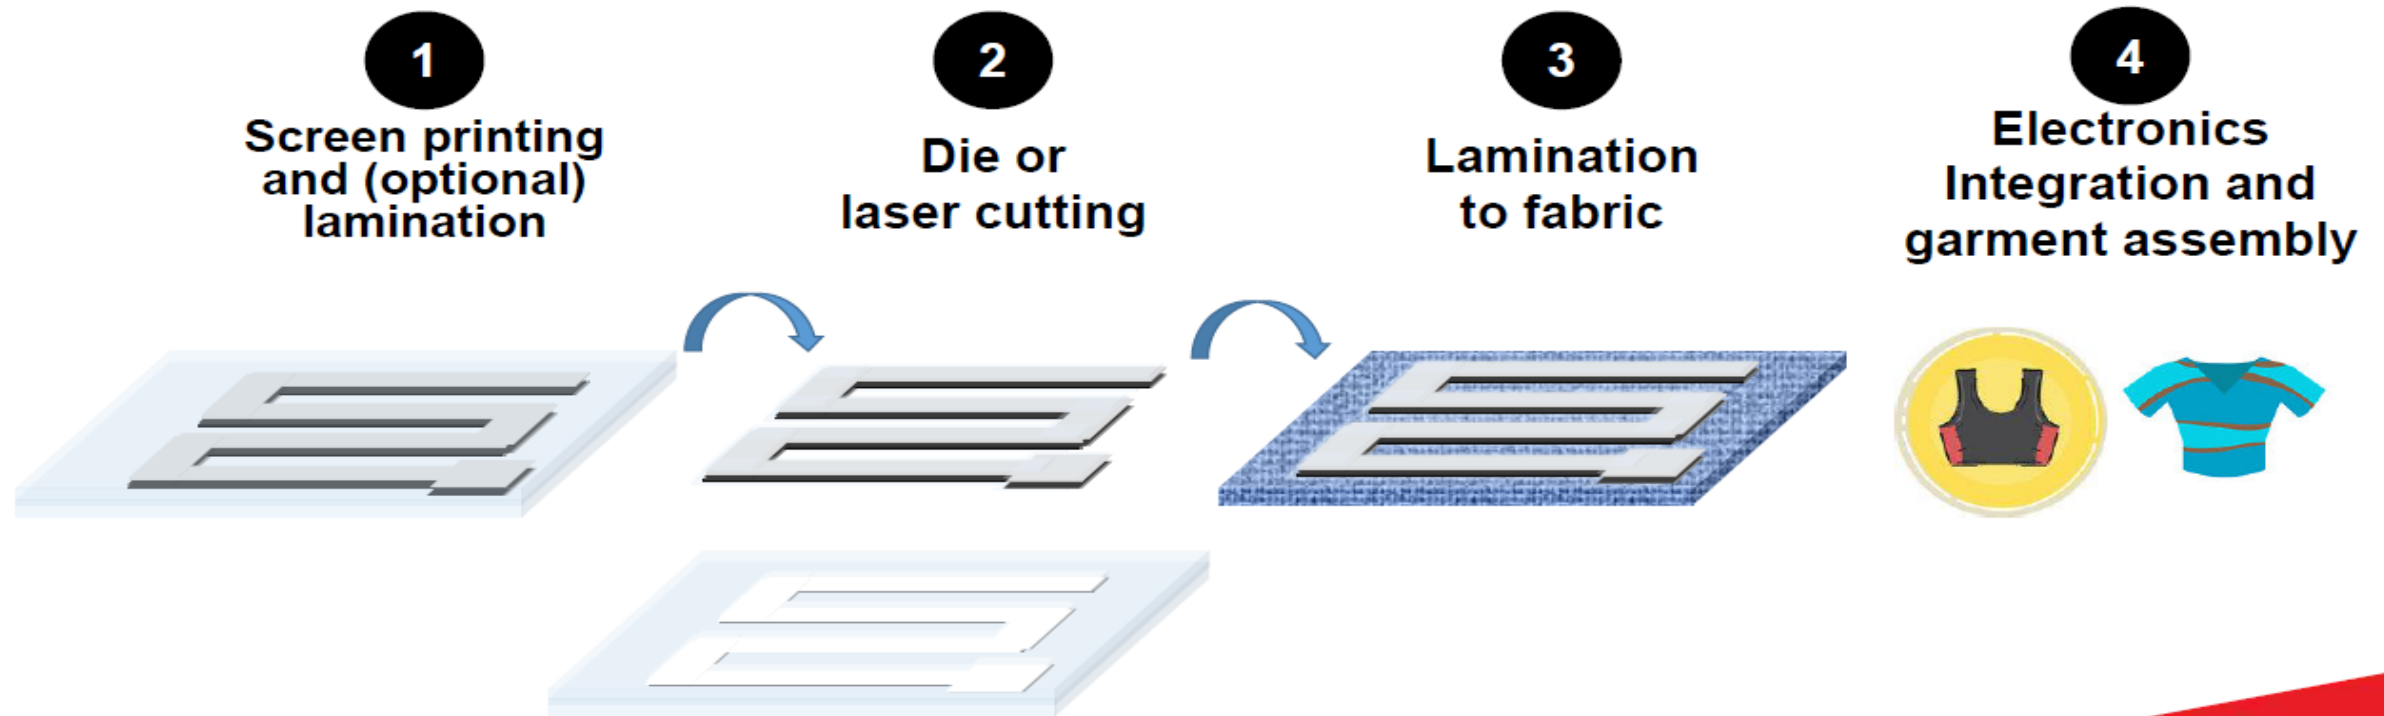 1
Screen printing
and (optional)
lamination
2
Die or
laser cutting
3
Lamination
to fabric
4
Electronics
Integration and
garment assembly